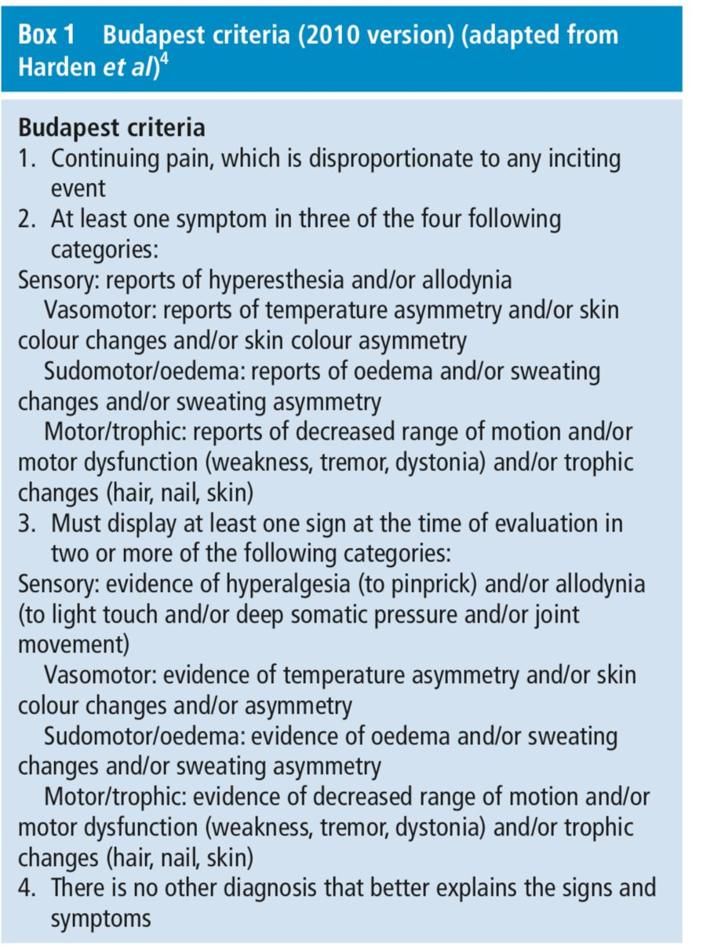 Box 1 Budapest criteria (2010 version) (adapted from
Harden et al)4
Budapest criteria
1. Continuing pain, which is disproportionate to any inciting
event
2. At least one symptom in three of the four following
categories:
Sensory: reports of hyperesthesia and/or allodynia
Vasomotor: reports of temperature asymmetry and/or skin
colour changes and/or skin colour asymmetry
Sudomotor/oedema: reports of oedema and/or sweating
changes and/or sweating asymmetry
Motor/trophic: reports of decreased range of motion and/or
motor dysfunction (weakness, tremor, dystonia) and/or trophic
changes (hair, nail, skin)
3. Must display at least one sign at the time of evaluation in
two or more of the following categories:
Sensory: evidence of hyperalgesia (to pinprick) and/or allodynia
(to light touch and/or deep somatic pressure and/or joint
movement)
Vasomotor: evidence of temperature asymmetry and/or skin
colour changes and/or asymmetry
Sudomotor/oedema: evidence of oedema and/or sweating
changes and/or sweating asymmetry
Motor/trophic: evidence of decreased range of motion and/or
motor dysfunction (weakness, tremor, dystonia) and/or trophic
changes (hair, nail, skin)
4. There is no other diagnosis that better explains the signs and
symptoms